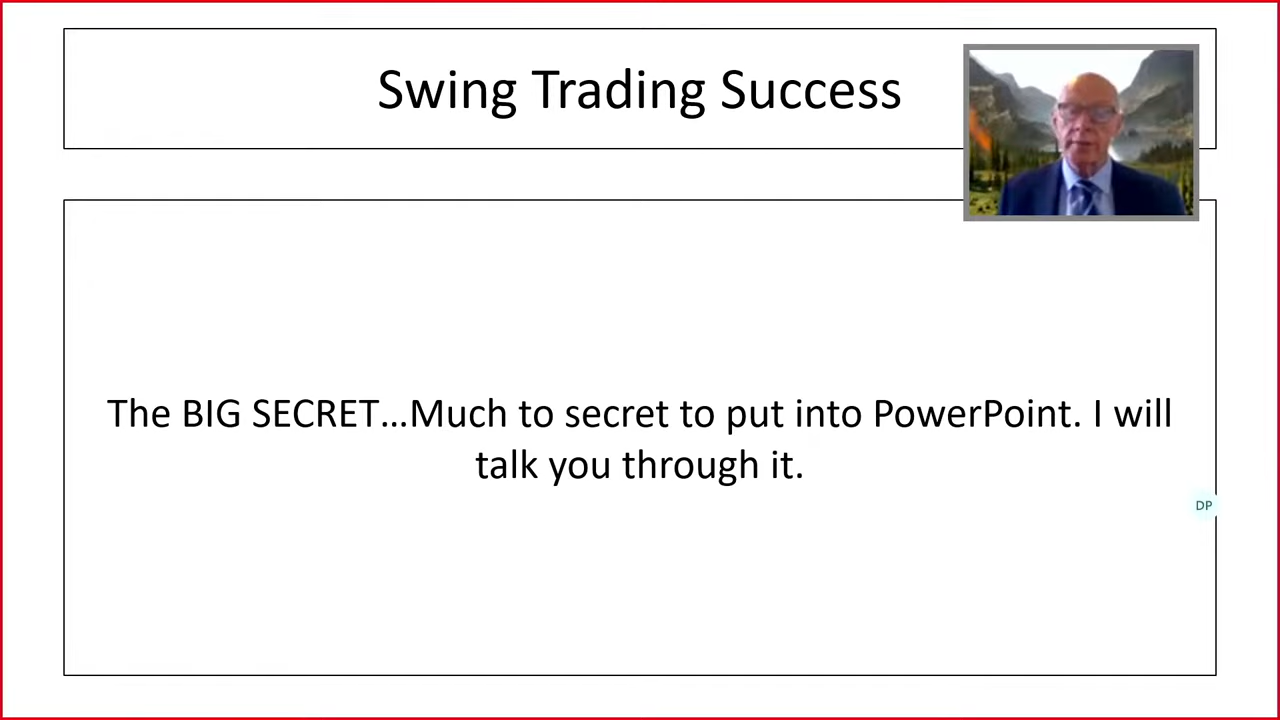 Swing Trading Success
The BIG SECRET...Much to secret to put into PowerPoint. I will
talk you through it.
DP